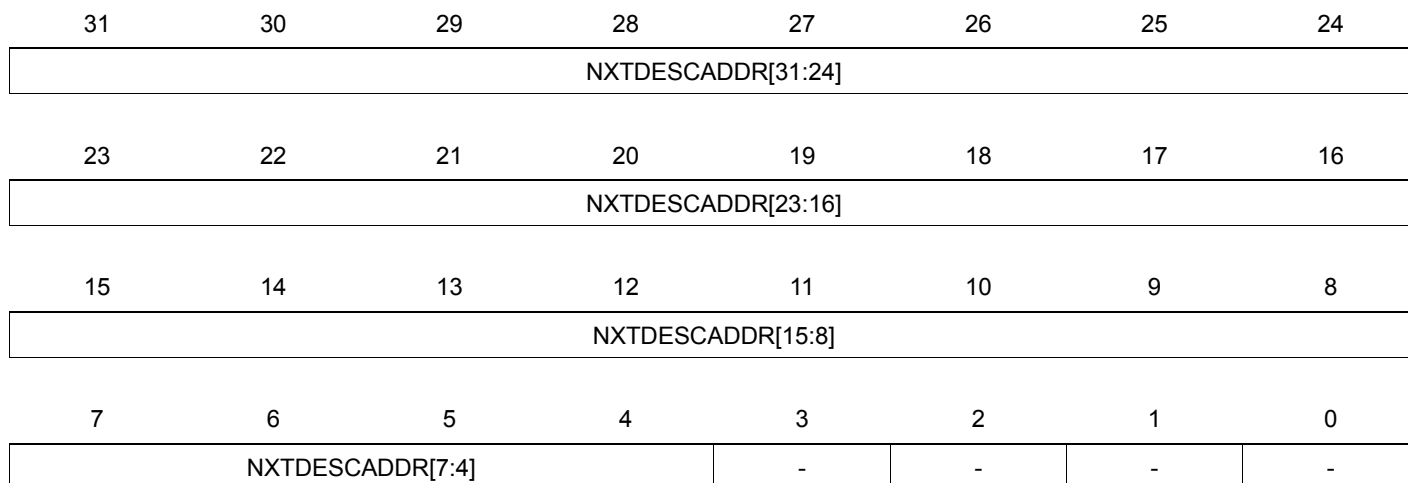 31 30 29 28 27 26 25 24
NXTDESCADDR[31:24]
23 22 21 20 19 18 17 16
NXTDESCADDR[23:16]
15 14 13 12 11 10 9 8
NXTDESCADDR[15:8]
7 6 5 4 3 2 1 0
NXTDESCADDR[7:4] - - - -